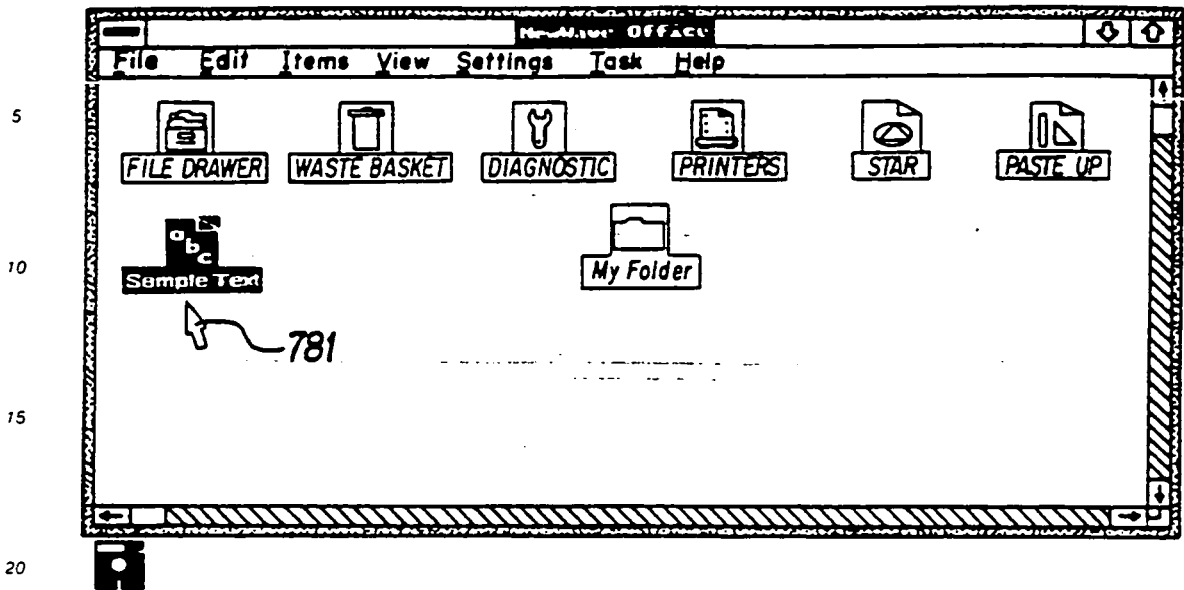 NewWave Office
File Edit Items View Settings Task Help
5
FILE DRAWER WASTE BASKET DIAGNOSTIC PRINTERS STAR PASTE UP
a b c
10
Sample Text My Folder
781
15
20